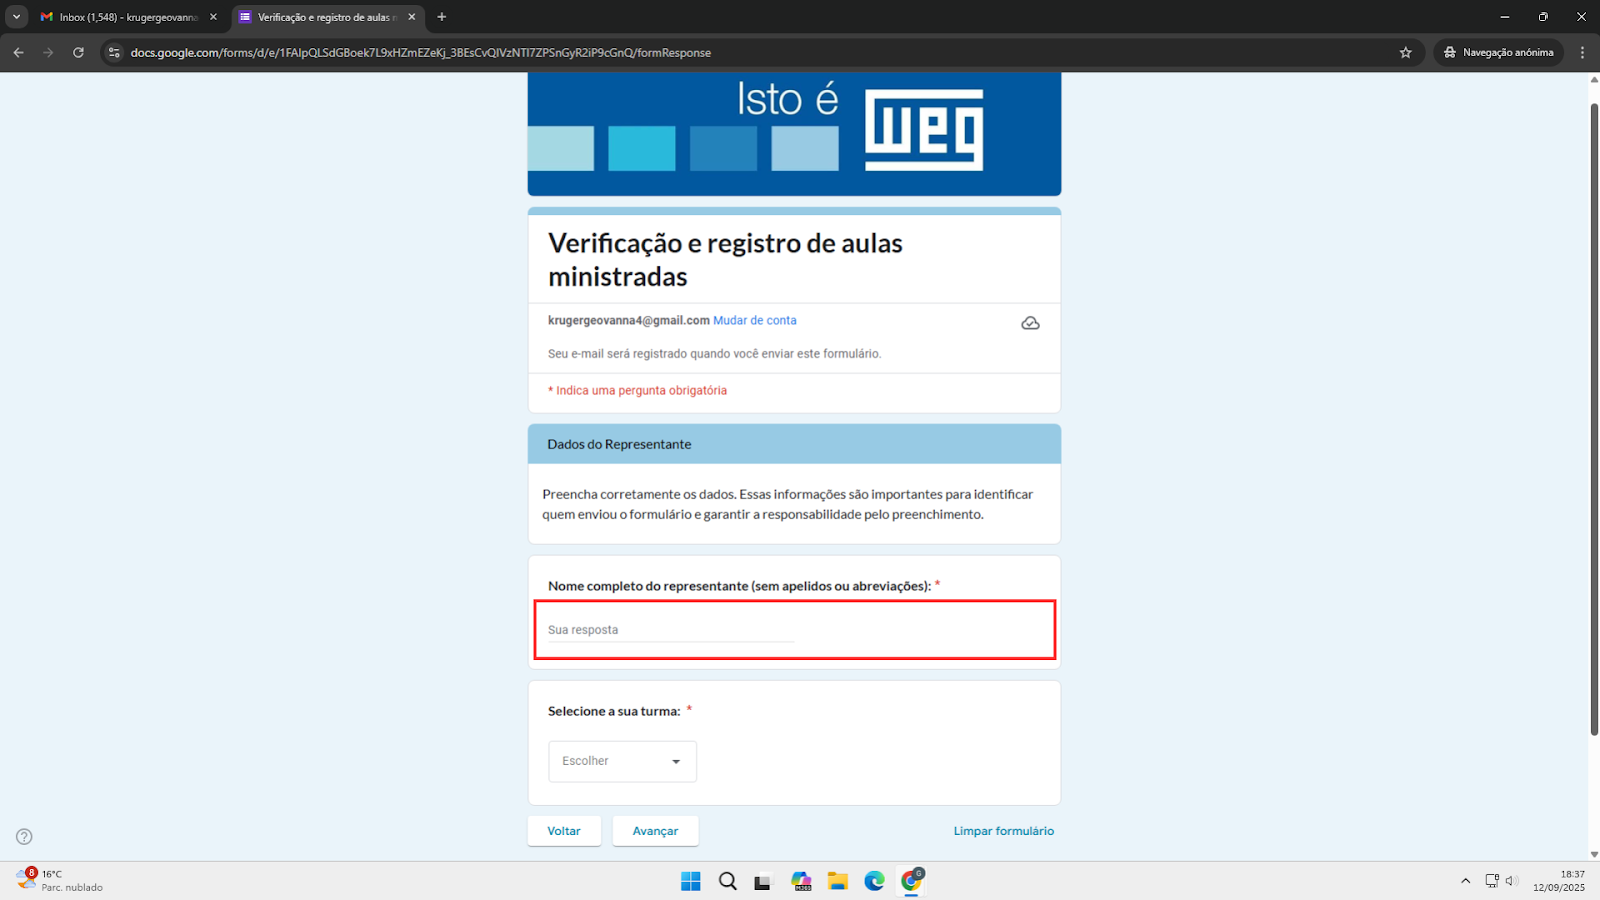 Inbox (1,548) - krugergeovanna
Verificação e registro de aulas n
docs.google.com/forms/d/e/1FAIpQLSdGBoek7L9xHZmEZeKj_3BEsCvQIVzNTI7ZPSnGyR2iP9cGnQ/formResponse
Navegação anónima
Isto é
weg
Verificação e registro de aulas
ministradas
krugergeovanna4@gmail.com Mudar de conta
Seu e-mail será registrado quando você enviar este formulário.
* Indica uma pergunta obrigatória
Dados do Representante
Preencha corretamente os dados. Essas informações são importantes para identificar
quem enviou o formulário e garantir a responsabilidade pelo preenchimento.
Nome completo do representante (sem apelidos ou abreviações): *
Sua resposta
Selecione a sua turma: *
Escolher
Voltar
Avançar
Limpar formulário
8
16°C
Parc. nublado
M365
G
18:37
12/09/2025